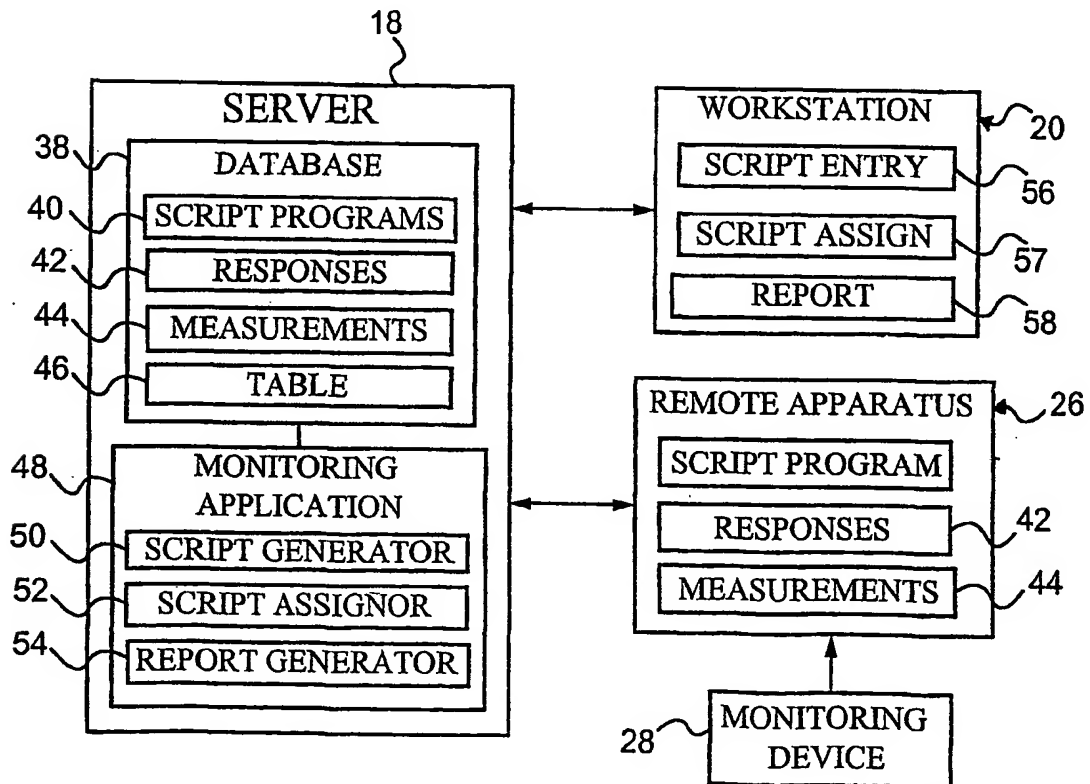 18
SERVER
38
DATABASE
40
SCRIPT PROGRAMS
42
RESPONSES
44
MEASUREMENTS
46
TABLE
48
MONITORING
APPLICATION
50
SCRIPT GENERATOR
52
SCRIPT ASSIGNOR
54
REPORT GENERATOR
WORKSTATION
20
SCRIPT ENTRY
56
SCRIPT ASSIGN
57
REPORT
58
REMOTE APPARATUS
26
SCRIPT PROGRAM
RESPONSES
42
MEASUREMENTS
44
28
MONITORING
DEVICE